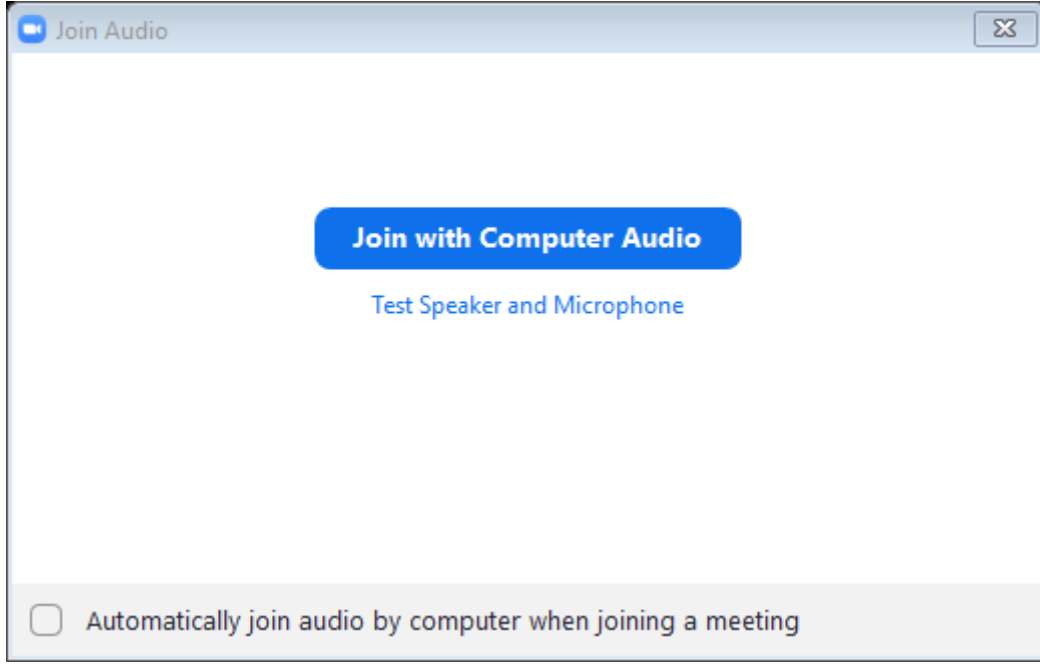 Join Audio
Join with Computer Audio
Test Speaker and Microphone
Automatically join audio by computer when joining a meeting